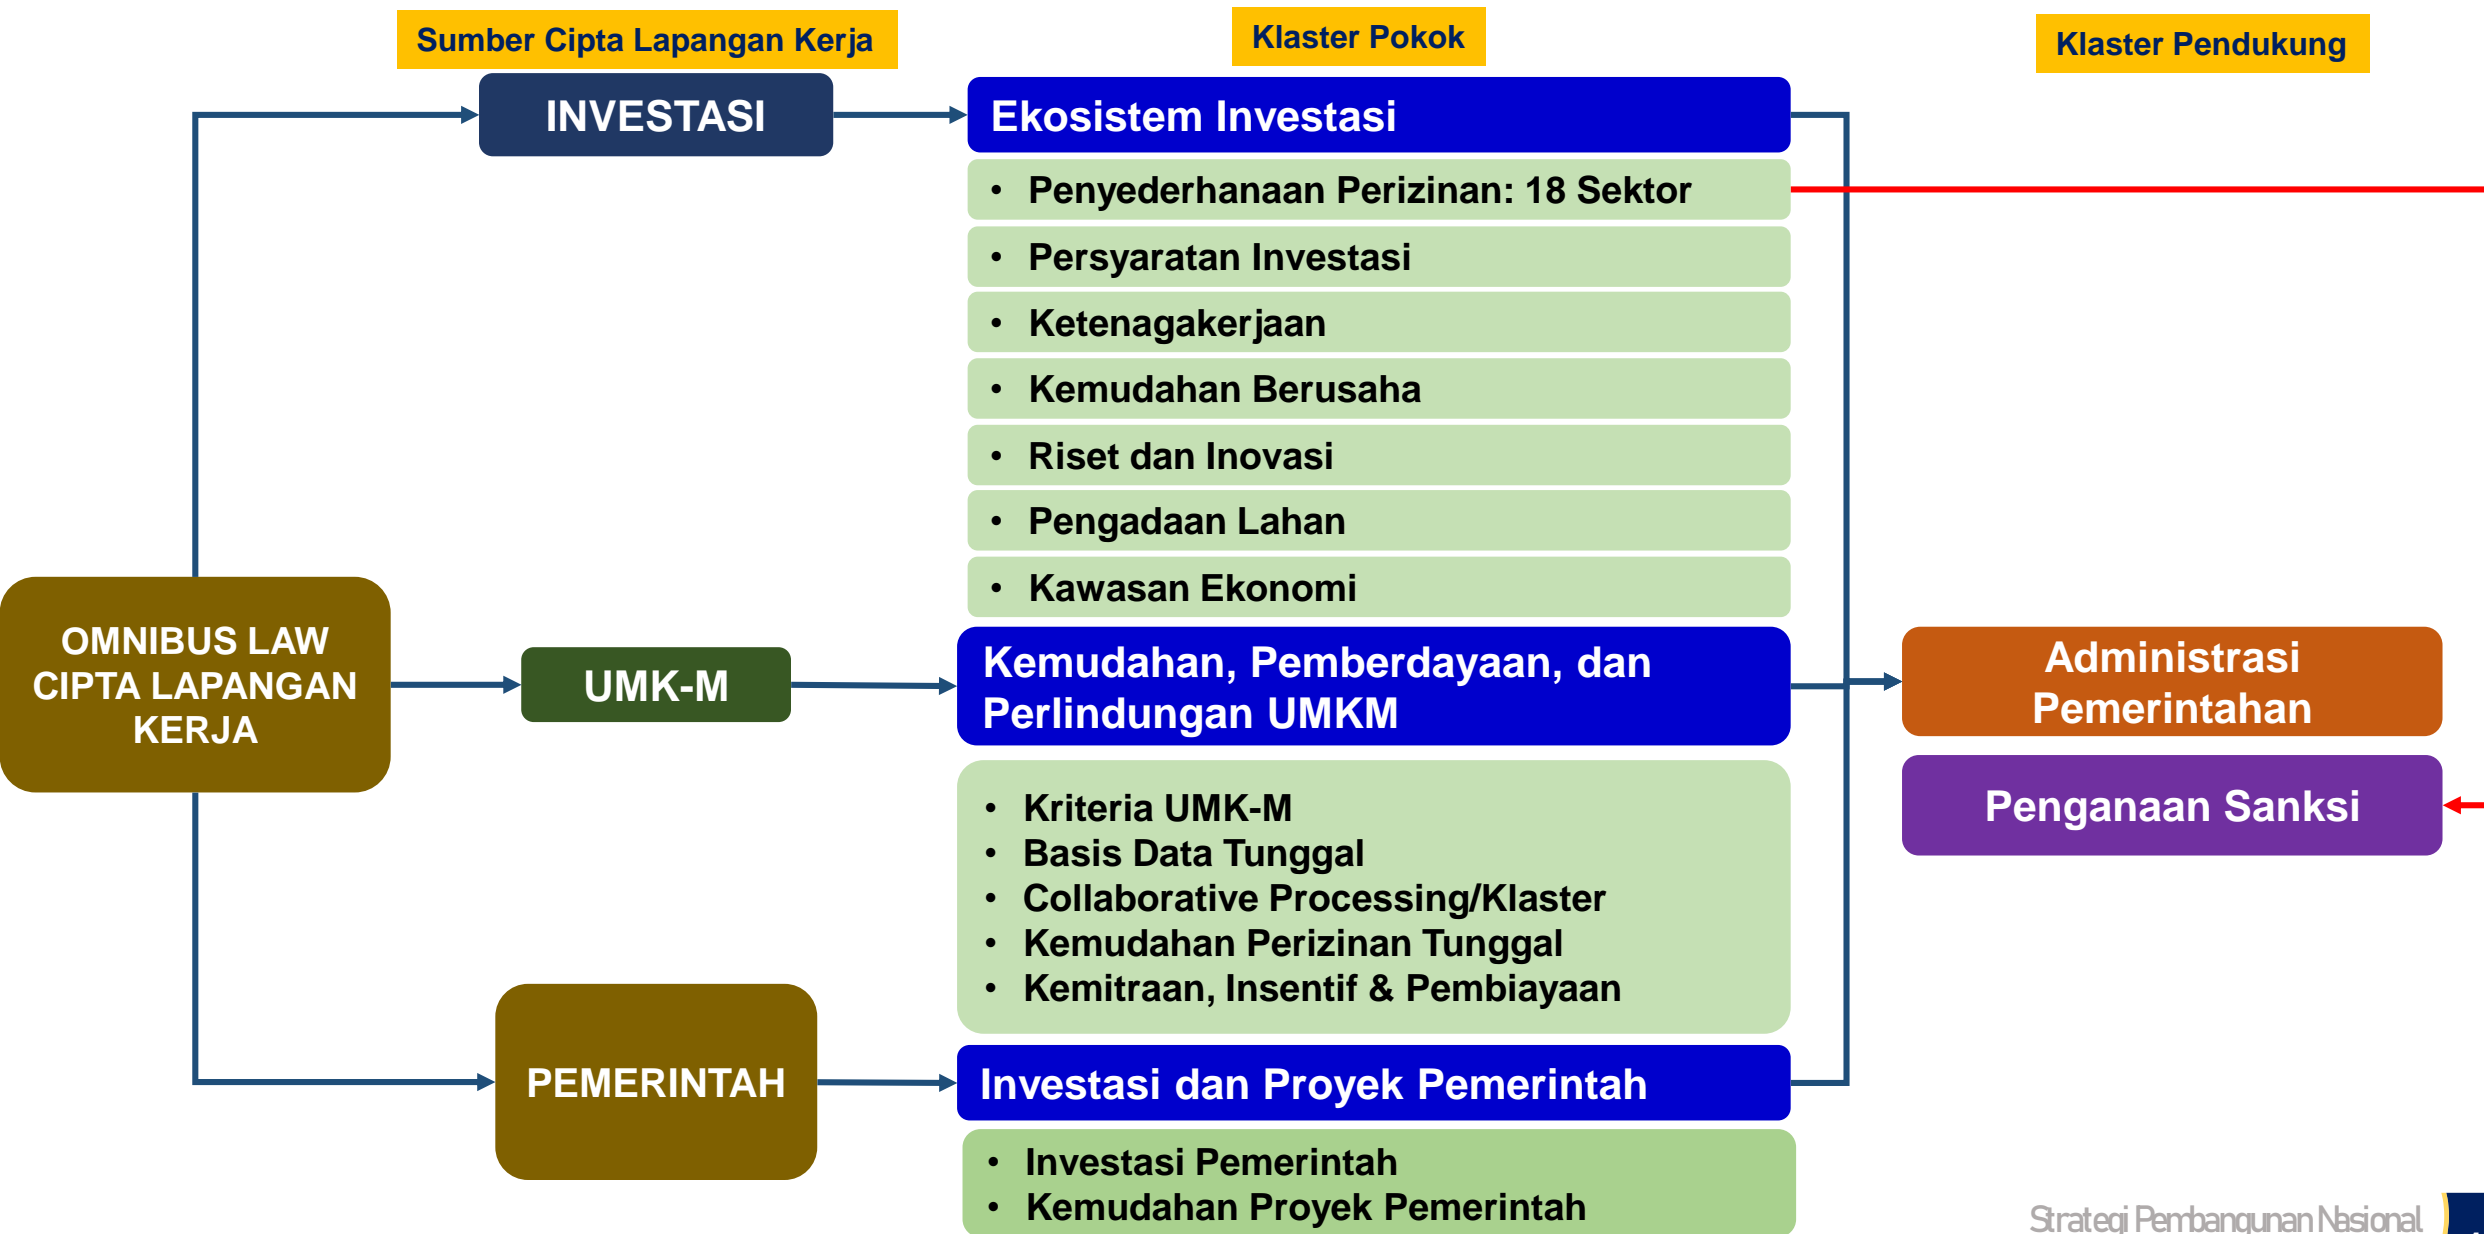 Sumber Cipta Lapangan Kerja
Klaster Pokok
Klaster Pendukung
INVESTASI
Ekosistem Investasi
• Penyederhanaan Perizinan: 18 Sektor
• Persyaratan Investasi
• Ketenagakerjaan
• Kemudahan Berusaha
• Riset dan Inovasi
• Pengadaan Lahan
• Kawasan Ekonomi
OMNIBUS LAW
CIPTA LAPANGAN
KERJA
UMK-M
Kemudahan, Pemberdayaan, dan
Perlindungan UMKM
Administrasi
Pemerintahan
Penganaan Sanksi
• Kriteria UMK-M
• Basis Data Tunggal
• Collaborative Processing/Klaster
• Kemudahan Perizinan Tunggal
• Kemitraan, Insentif & Pembiayaan
PEMERINTAH
Investasi dan Proyek Pemerintah
• Investasi Pemerintah
• Kemudahan Proyek Pemerintah
Strategi Pembangunan Nasional